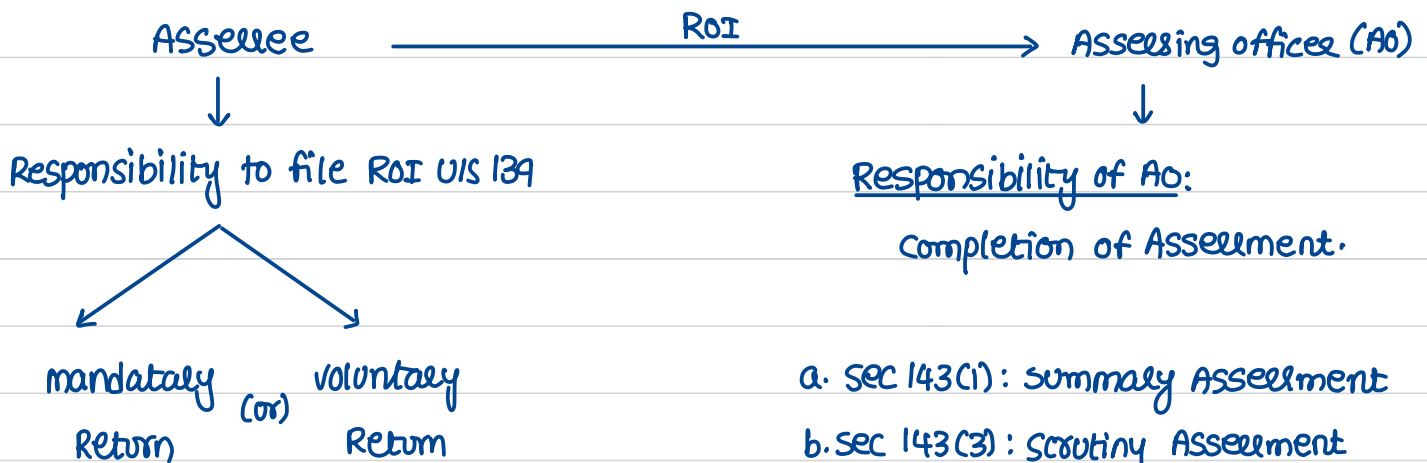 Assessee ROI Assessing officer (AO)
Responsibility to file ROI U/S 139
Responsibility of AO:
completion of Assessment.
mandatary (or) voluntary
Return Return
a. sec 143(1): summary Assessment
b. sec 143(3): scrutiny Assessment